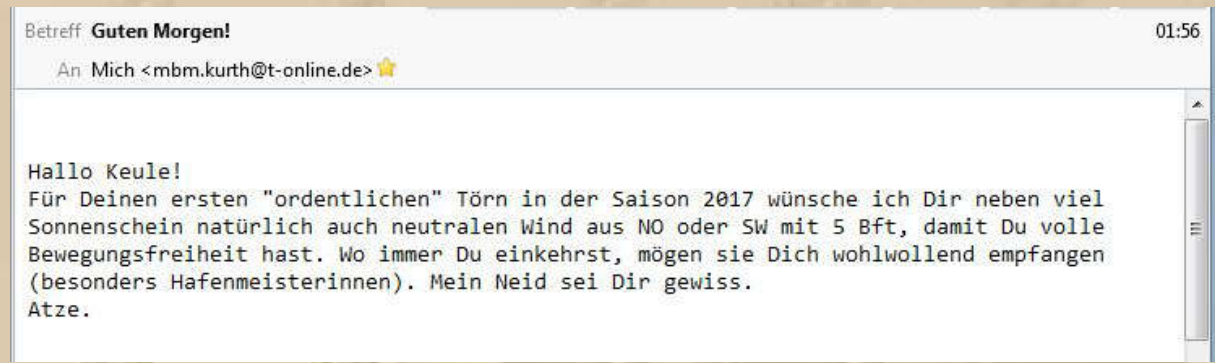 Betreff Guten Morgen! 01:56
An Mich <mbm.kurth@t-online.de>
Hallo Keule!
Für Deinen ersten "ordentlichen" Törn in der Saison 2017 wünsche ich Dir neben viel
Sonnenschein natürlich auch neutralen Wind aus NO oder SW mit 5 Bft, damit Du volle
Bewegungsfreiheit hast. Wo immer Du einkehrst, mögen sie Dich wohlwollend empfangen
(besonders Hafenmeisterinnen). Mein Neid sei Dir gewiss.
Atze.